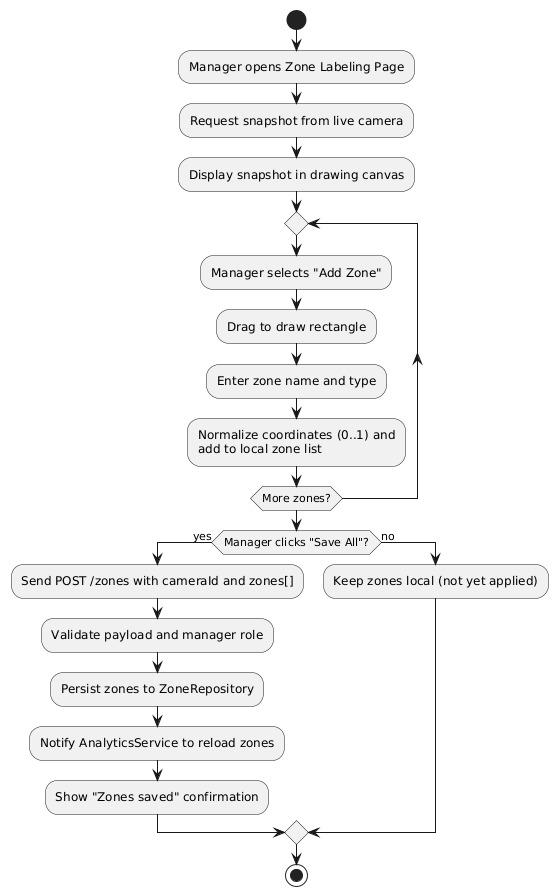 Manager opens Zone Labeling Page
Request snapshot from live camera
Display snapshot in drawing canvas
Manager selects "Add Zone"
Drag to draw rectangle
Enter zone name and type
Normalize coordinates (0..1) and
add to local zone list
More zones?
yes
Manager clicks "Save All"?
no
Send POST /zones with cameraId and zones[]
Keep zones local (not yet applied)
Validate payload and manager role
Persist zones to ZoneRepository
Notify AnalyticsService to reload zones
Show "Zones saved" confirmation